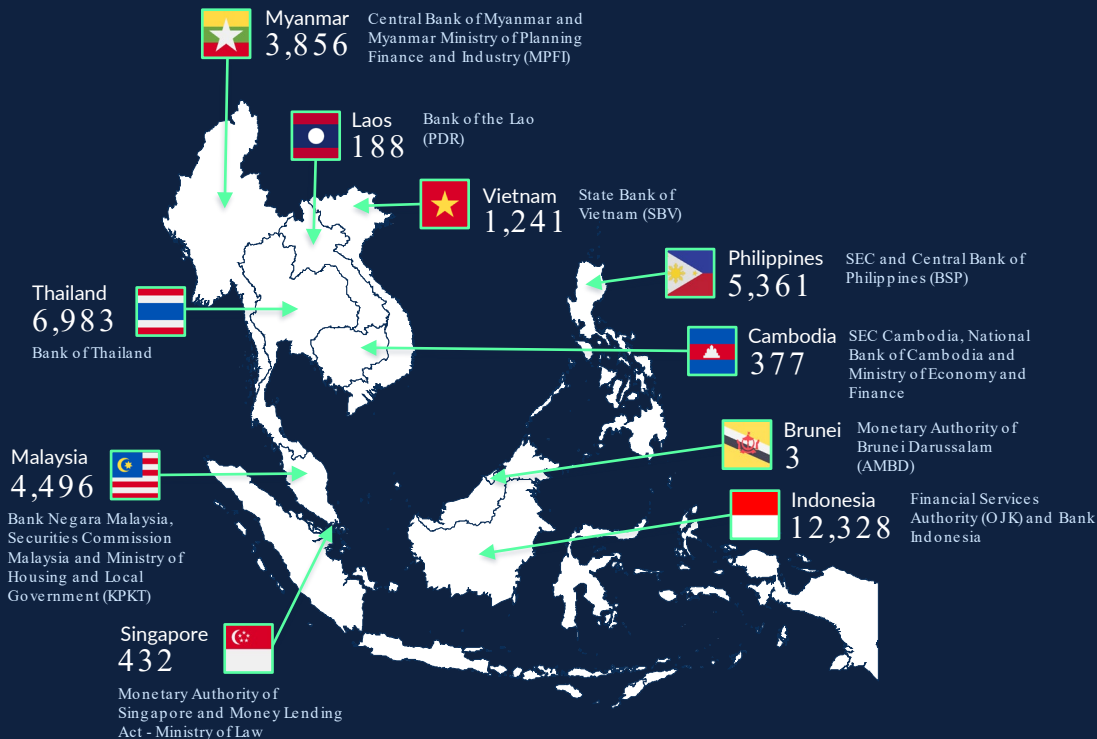 Myanmar
3,856
Central Bank of Myanmar and
Myanmar Ministry of Planning
Finance and Industry (MPFI)
Laos
188
Bank of the Lao
(PDR)
Vietnam
1,241
State Bank of
Vietnam (SBV)
Philippines
5,361
SEC and Central Bank of
Philippines (BSP)
Thailand
6,983
Bank of Thailand
Cambodia
377
SEC Cambodia, National
Bank of Cambodia and
Ministry of Economy and
Finance
Brunei
3
Monetary Authority of
Brunei Darussalam
(AMBD)
Malaysia
4,496
Bank Negara Malaysia,
Securities Commission
Malaysia and Ministry of
Housing and Local
Government (KPKT)
Indonesia
12,328
Financial Services
Authority (OJK) and Bank
Indonesia
Singapore
432
Monetary Authority of
Singapore and Money Lending
Act - Ministry of Law